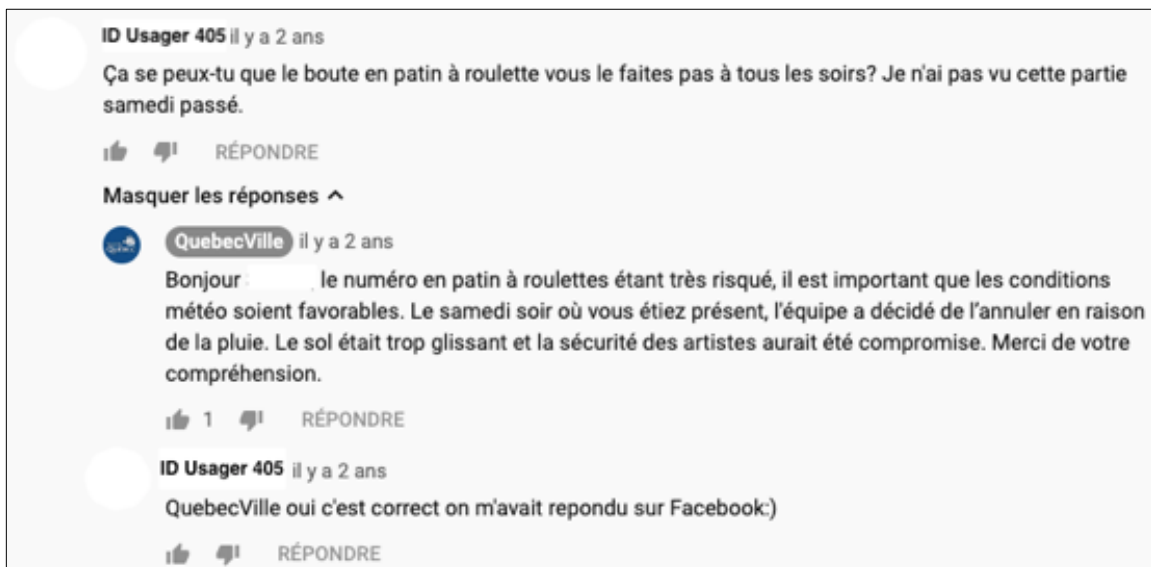 ID Usager 405 il y a 2 ans
Ça se peux-tu que le boute en patin à roulette vous le faites pas à tous les soirs? Je n'ai pas vu cette partie
samedi passé.
RÉPONDRE
Masquer les réponses
QuebecVille il y a 2 ans
Bonjour , le numéro en patin à roulettes étant très risqué, il est important que les conditions
météo soient favorables. Le samedi soir où vous étiez présent, l'équipe a décidé de l'annuler en raison
de la pluie. Le sol était trop glissant et la sécurité des artistes aurait été compromise. Merci de votre
compréhension.
1 RÉPONDRE
ID Usager 405 il y a 2 ans
QuebecVille oui c'est correct on m'avait repondu sur Facebook:)
RÉPONDRE